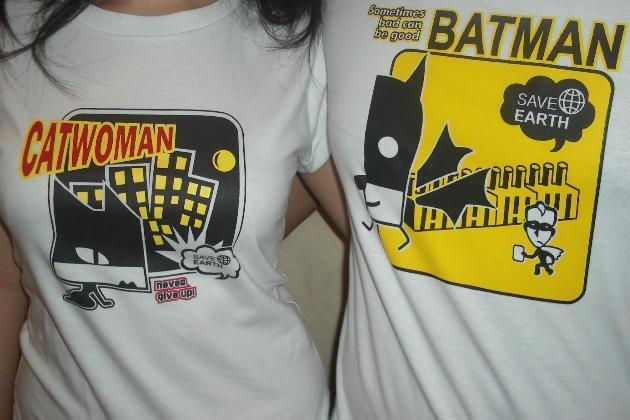 CATWOMAN
SAVE
EARTH
never
give up!
Sometimes
bad can
be good
BATMAN
SAVE
EARTH